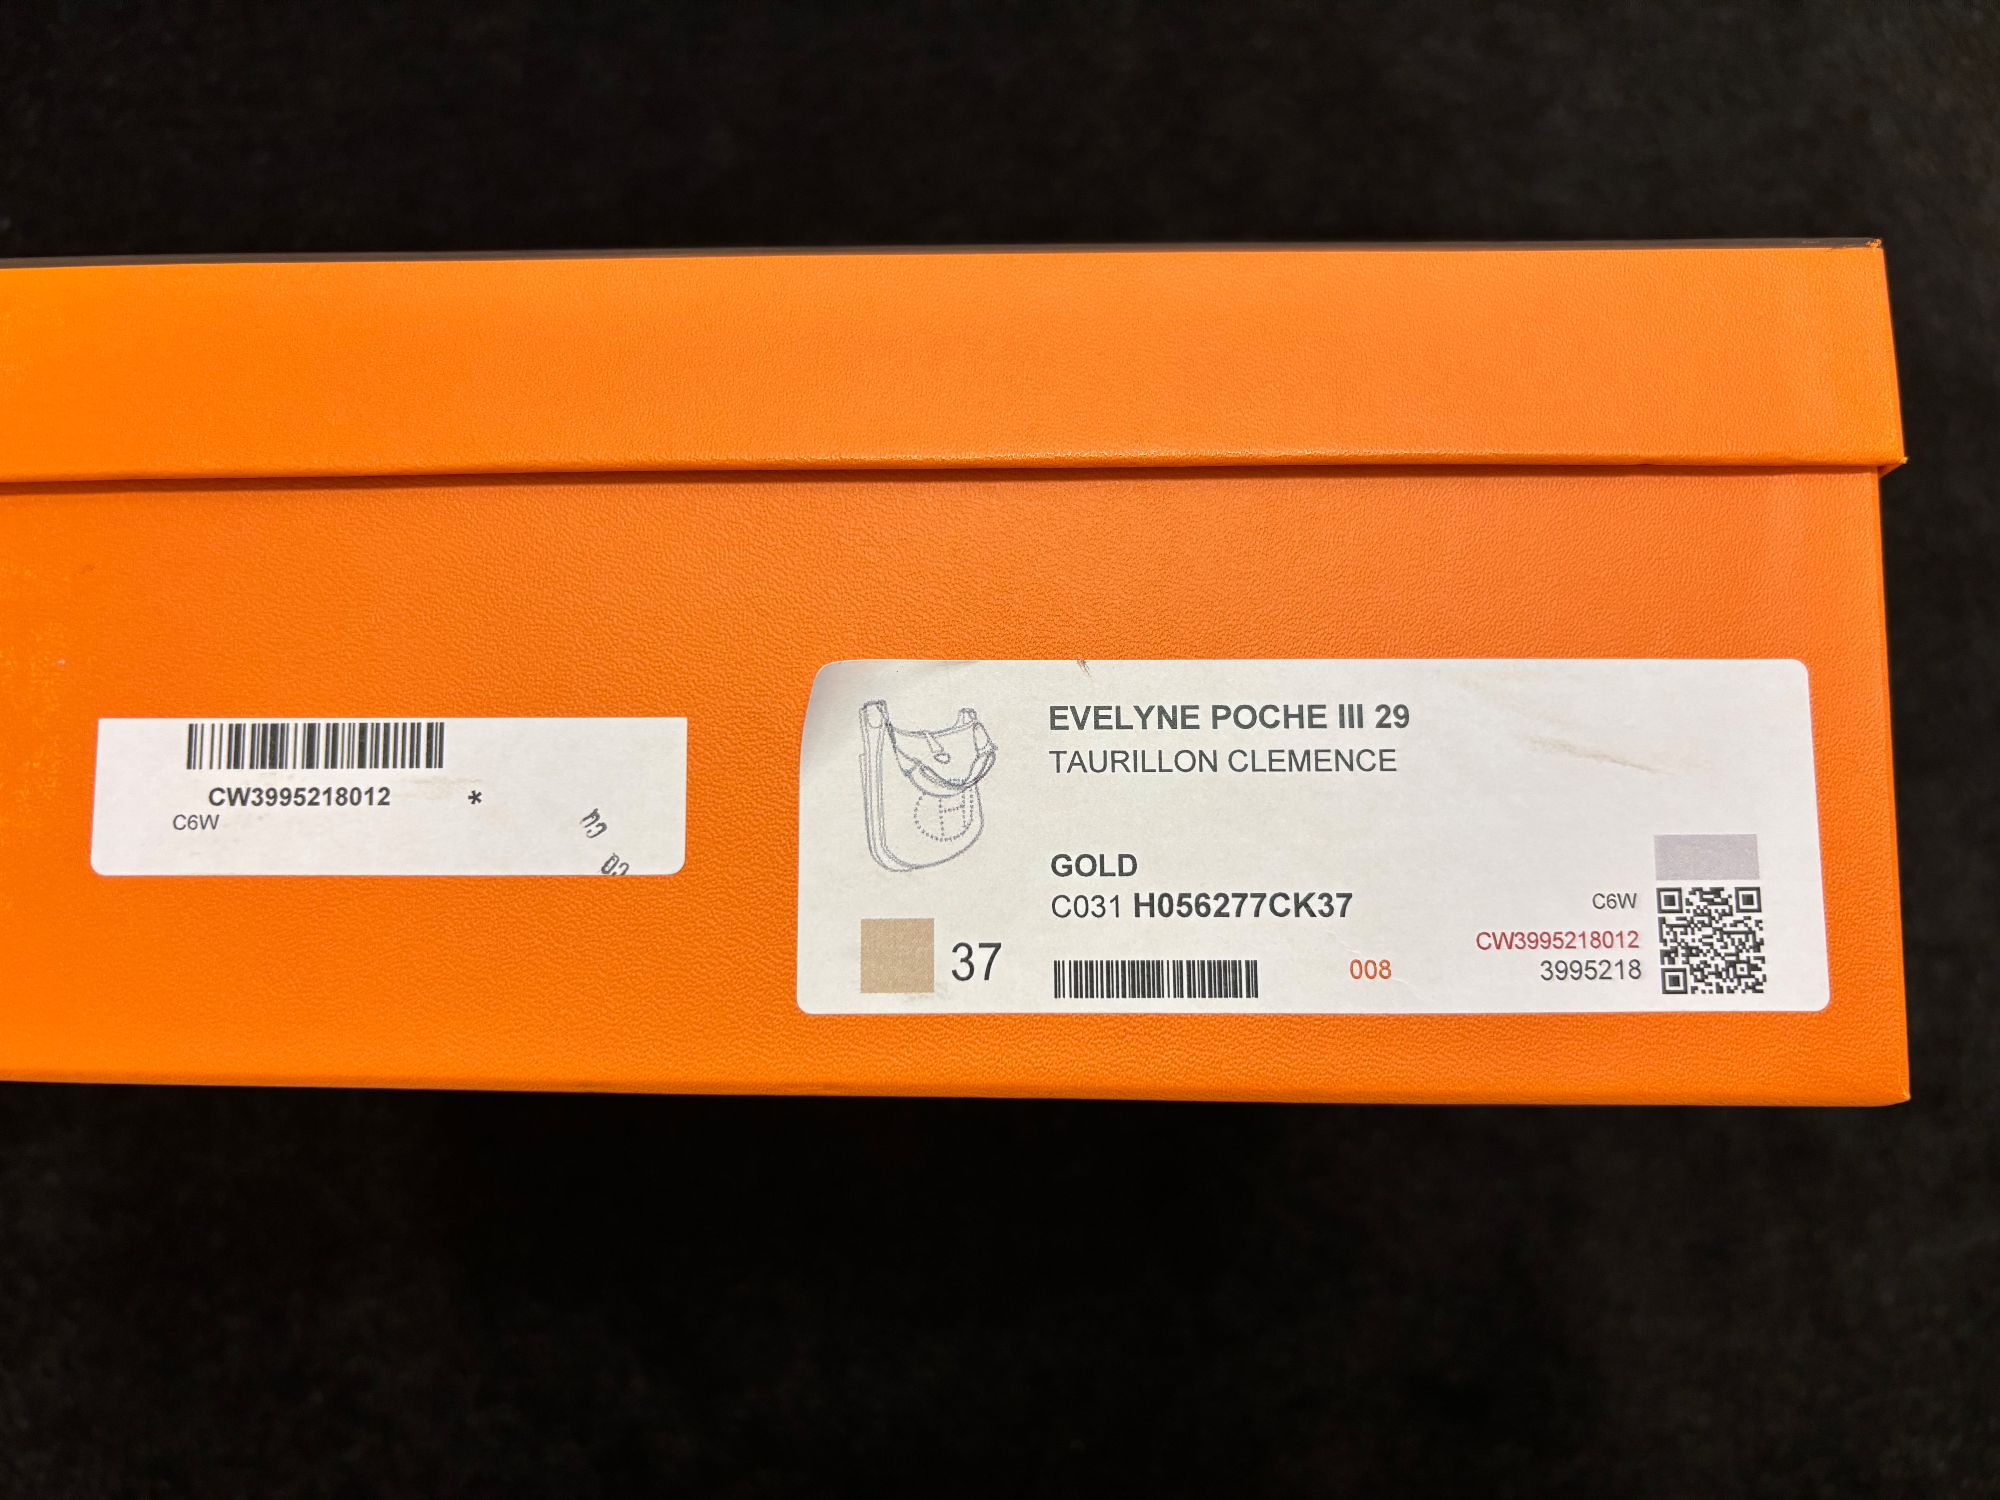 CW3995218012 *
C6W
EVELYNE POCHE III 29
TAURILLON CLEMENCE
GOLD
C031 H056277CK37
37
008
C6W
CW3995218012
3995218